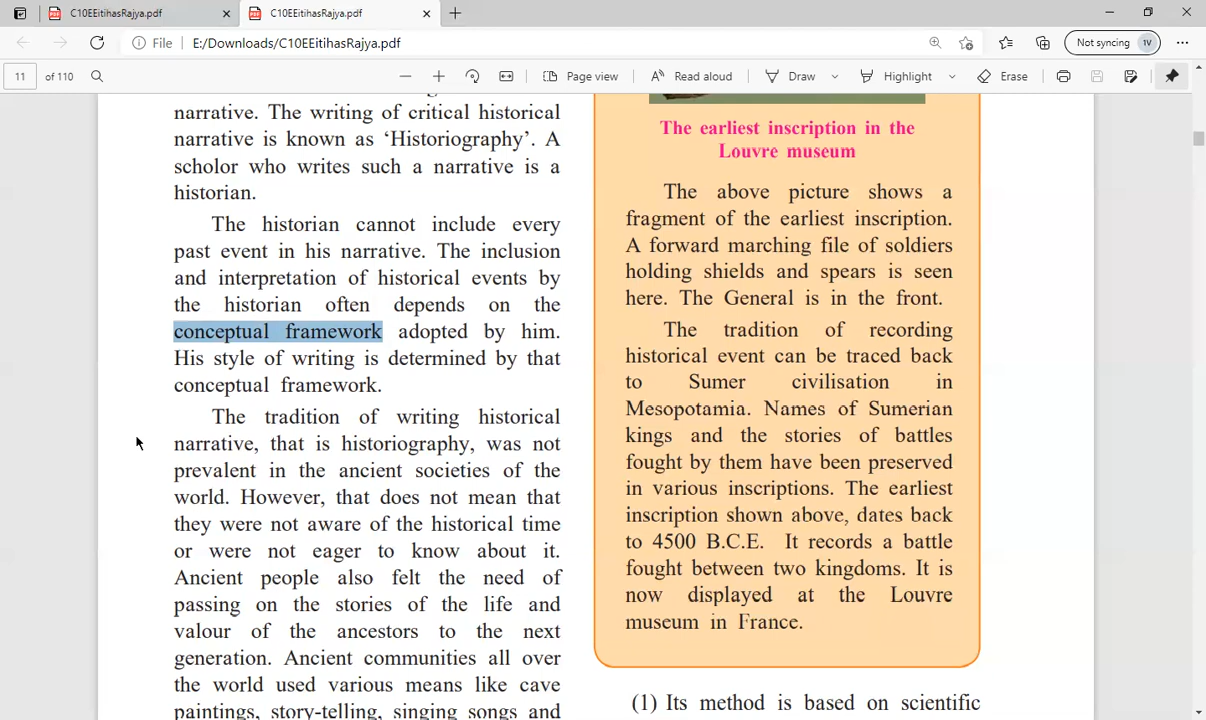 C10EEitihasRajya.pdf
C10EEitihasRajya.pdf
File E:/Downloads/C10EEitihasRajya.pdf
Not syncing 1V
11 of 110
Page view
Read aloud
Draw
Highlight
Erase
narrative. The writing of critical historical
narrative is known as ‘Historiography’. A
scholor who writes such a narrative is a
historian.
The historian cannot include every
past event in his narrative. The inclusion
and interpretation of historical events by
the historian often depends on the
conceptual framework adopted by him.
His style of writing is determined by that
conceptual framework.
The tradition of writing historical
narrative, that is historiography, was not
prevalent in the ancient societies of the
world. However, that does not mean that
they were not aware of the historical time
or were not eager to know about it.
Ancient people also felt the need of
passing on the stories of the life and
valour of the ancestors to the next
generation. Ancient communities all over
the world used various means like cave
paintings, story-telling, singing songs and
The earliest inscription in the
Louvre museum
The above picture shows a
fragment of the earliest inscription.
A forward marching file of soldiers
holding shields and spears is seen
here. The General is in the front.
The tradition of recording
historical event can be traced back
to Sumer civilisation in
Mesopotamia. Names of Sumerian
kings and the stories of battles
fought by them have been preserved
in various inscriptions. The earliest
inscription shown above, dates back
to 4500 B.C.E. It records a battle
fought between two kingdoms. It is
now displayed at the Louvre
museum in France.
(1) Its method is based on scientific